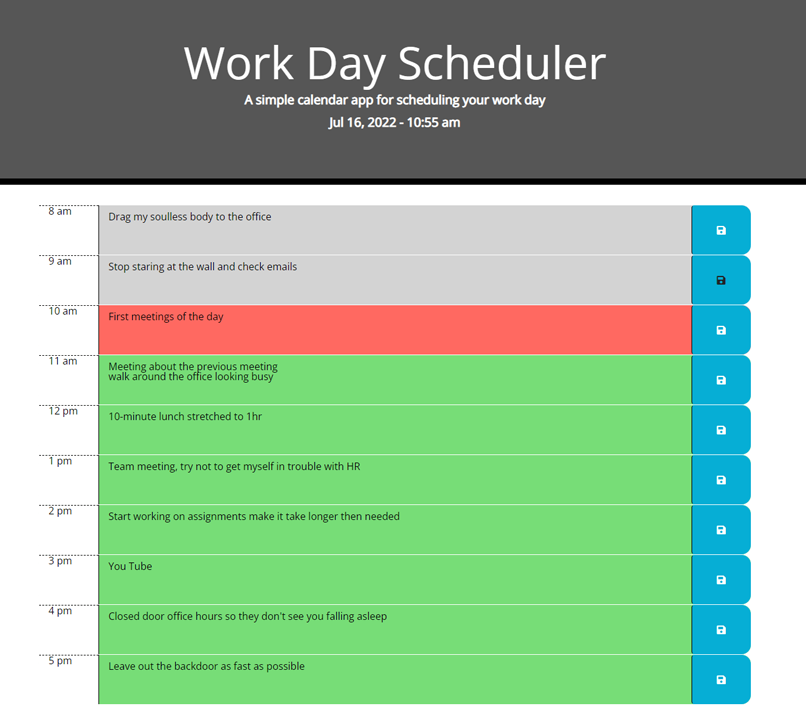 Work Day Scheduler
A simple calendar app for scheduling your work day
Jul 16, 2022 - 10:55 am
8 am
Drag my soulless body to the office
9 am
Stop staring at the wall and check emails
10 am
First meetings of the day
11 am
Meeting about the previous meeting
walk around the office looking busy
12 pm
10-minute lunch stretched to 1hr
1 pm
Team meeting, try not to get myself in trouble with HR
2 pm
Start working on assignments make it take longer then needed
3 pm
You Tube
4 pm
Closed door office hours so they don't see you falling asleep
5 pm
Leave out the backdoor as fast as possible